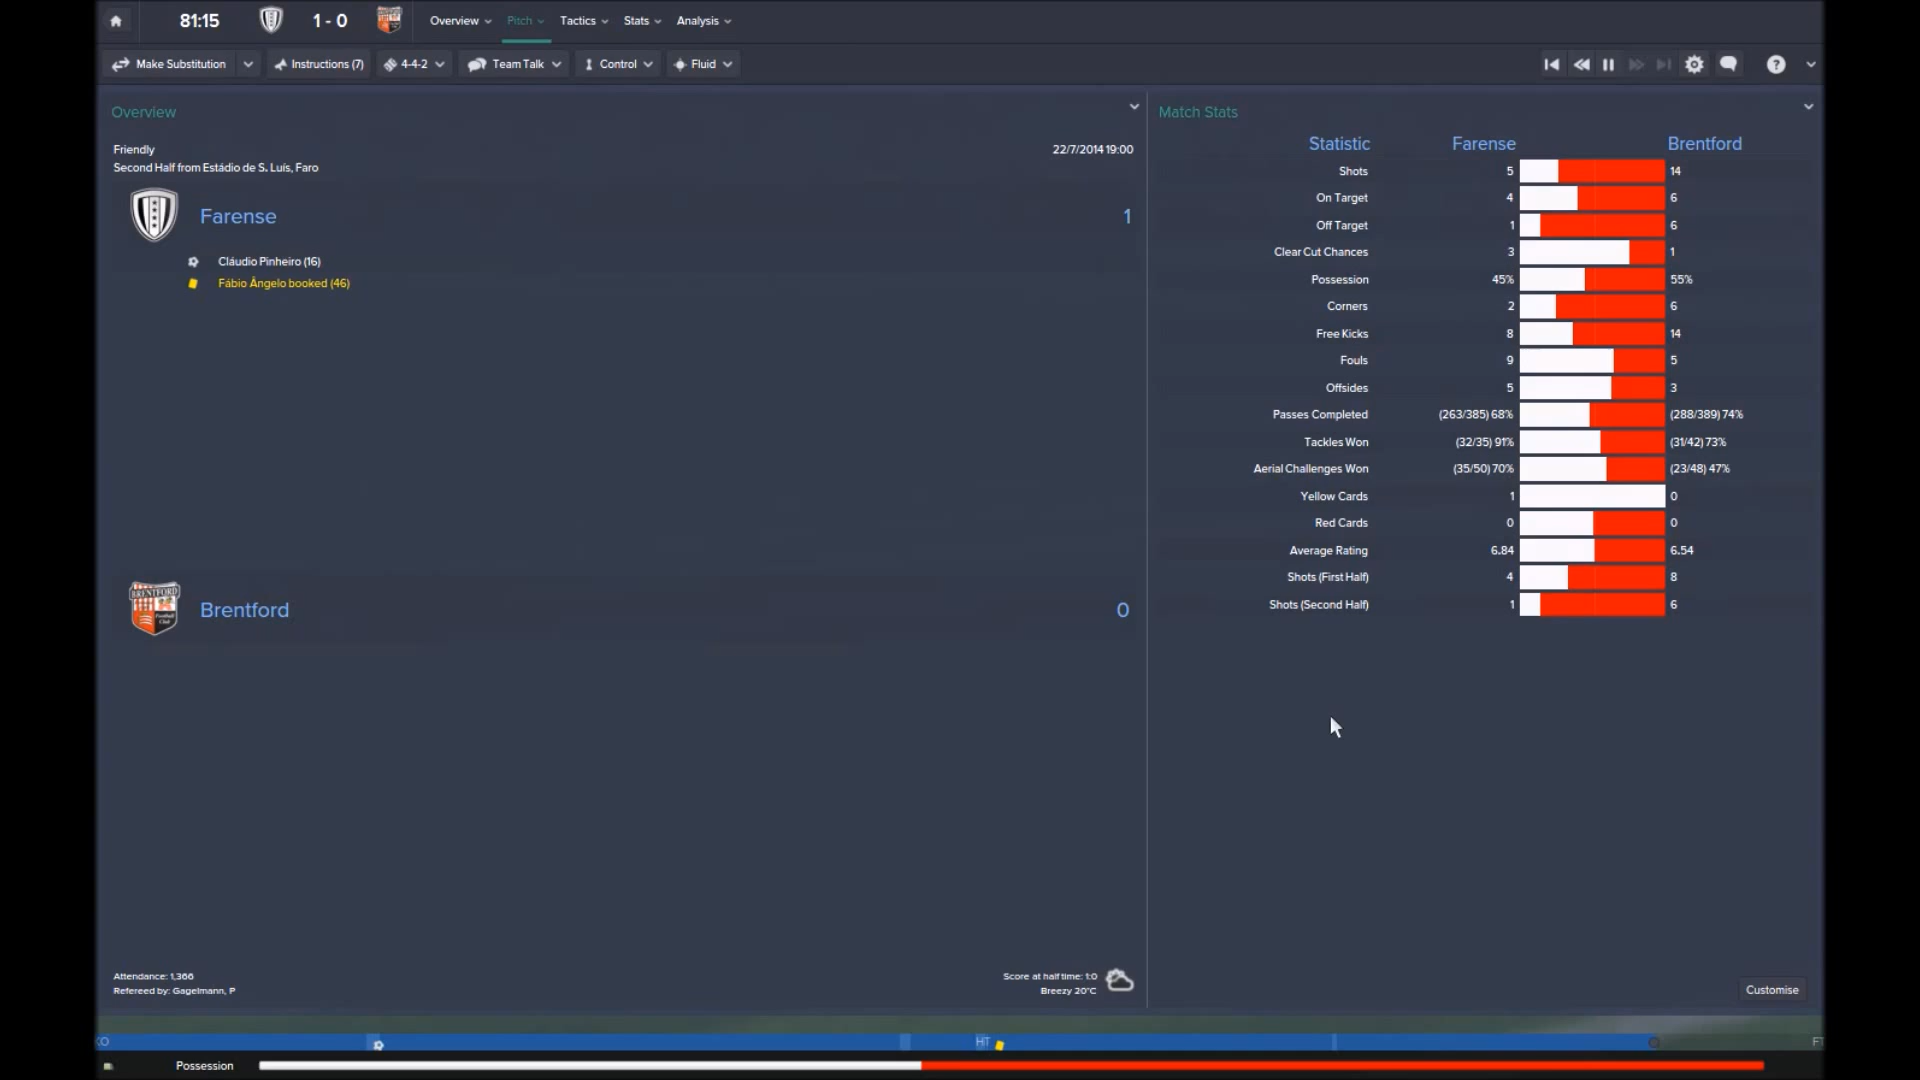 81:15 1 - 0 Overview Pitch Tactics Stats Analysis
Make Substitution Instructions (7) 4-4-2 Team Talk Control Fluid ?
Overview
Friendly 22/7/2014 19:00
Second Half from Estádio de S. Luís, Faro
Farense 1
Cláudio Pinheiro (16)
Fábio Ângelo booked (46)
BRENTFORD
Brentford 0
Attendance: 1,366
Refereed by: Gagelmann, P
Score at half time: 1:0
Breezy 20°C
Match Stats
Statistic Farense Brentford
Shots 5 14
On Target 4 6
Off Target 1 6
Clear Cut Chances 3 1
Possession 45% 55%
Corners 2 6
Free Kicks 8 14
Fouls 9 5
Offsides 5 3
Passes Completed (263/385) 68% (288/389) 74%
Tackles Won (32/35) 91% (31/42) 73%
Aerial Challenges Won (35/50) 70% (23/48) 47%
Yellow Cards 1 0
Red Cards 0 0
Average Rating 6.84 6.54
Shots (First Half) 4 8
Shots (Second Half) 1 6
Customise
HT
Possession